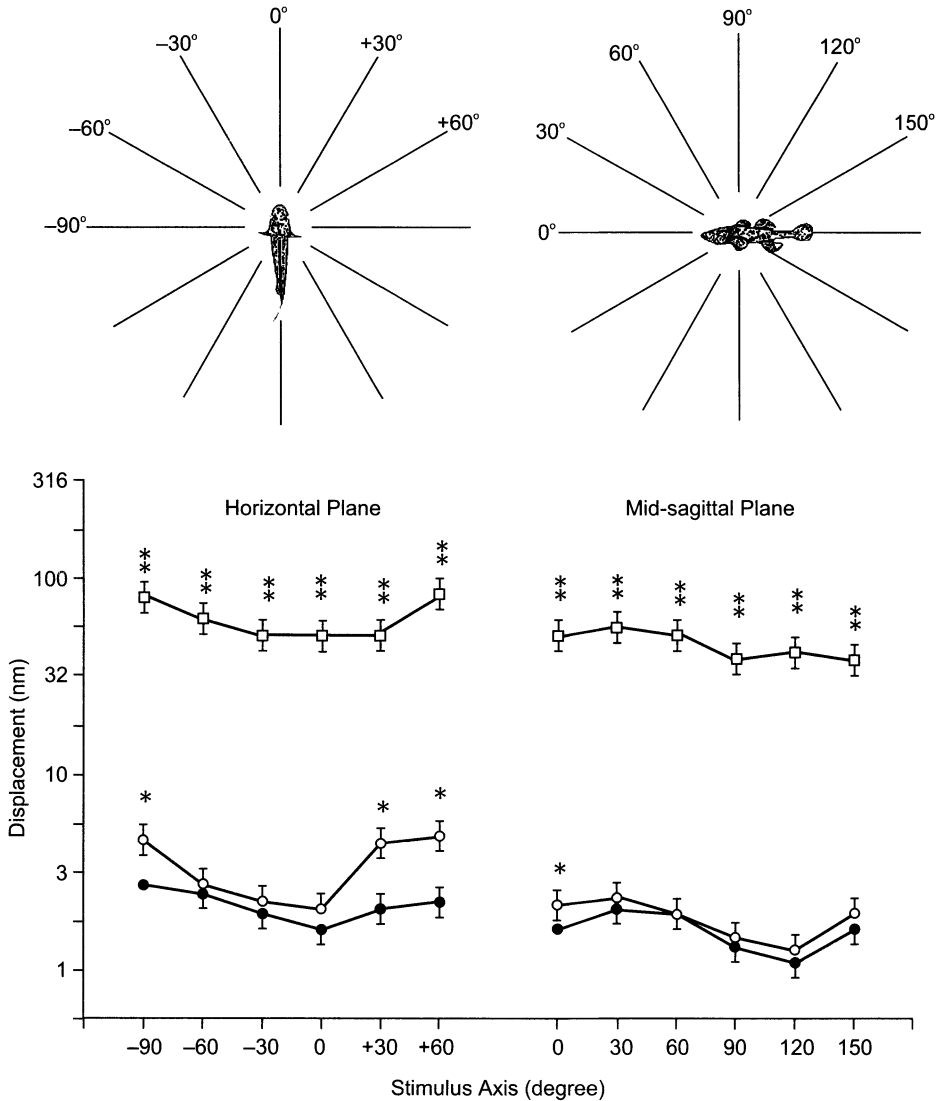 0°
–30°
+30°
–60°
+60°
–90°
90°
60°
120°
30°
150°
0°
316
100
32
10
3
1
Displacement (nm)
Horizontal Plane
Mid-sagittal Plane
** ** ** ** ** **
** ** ** ** ** **
* * *
*
–90 –60 –30 0 +30 +60
0 30 60 90 120 150
Stimulus Axis (degree)